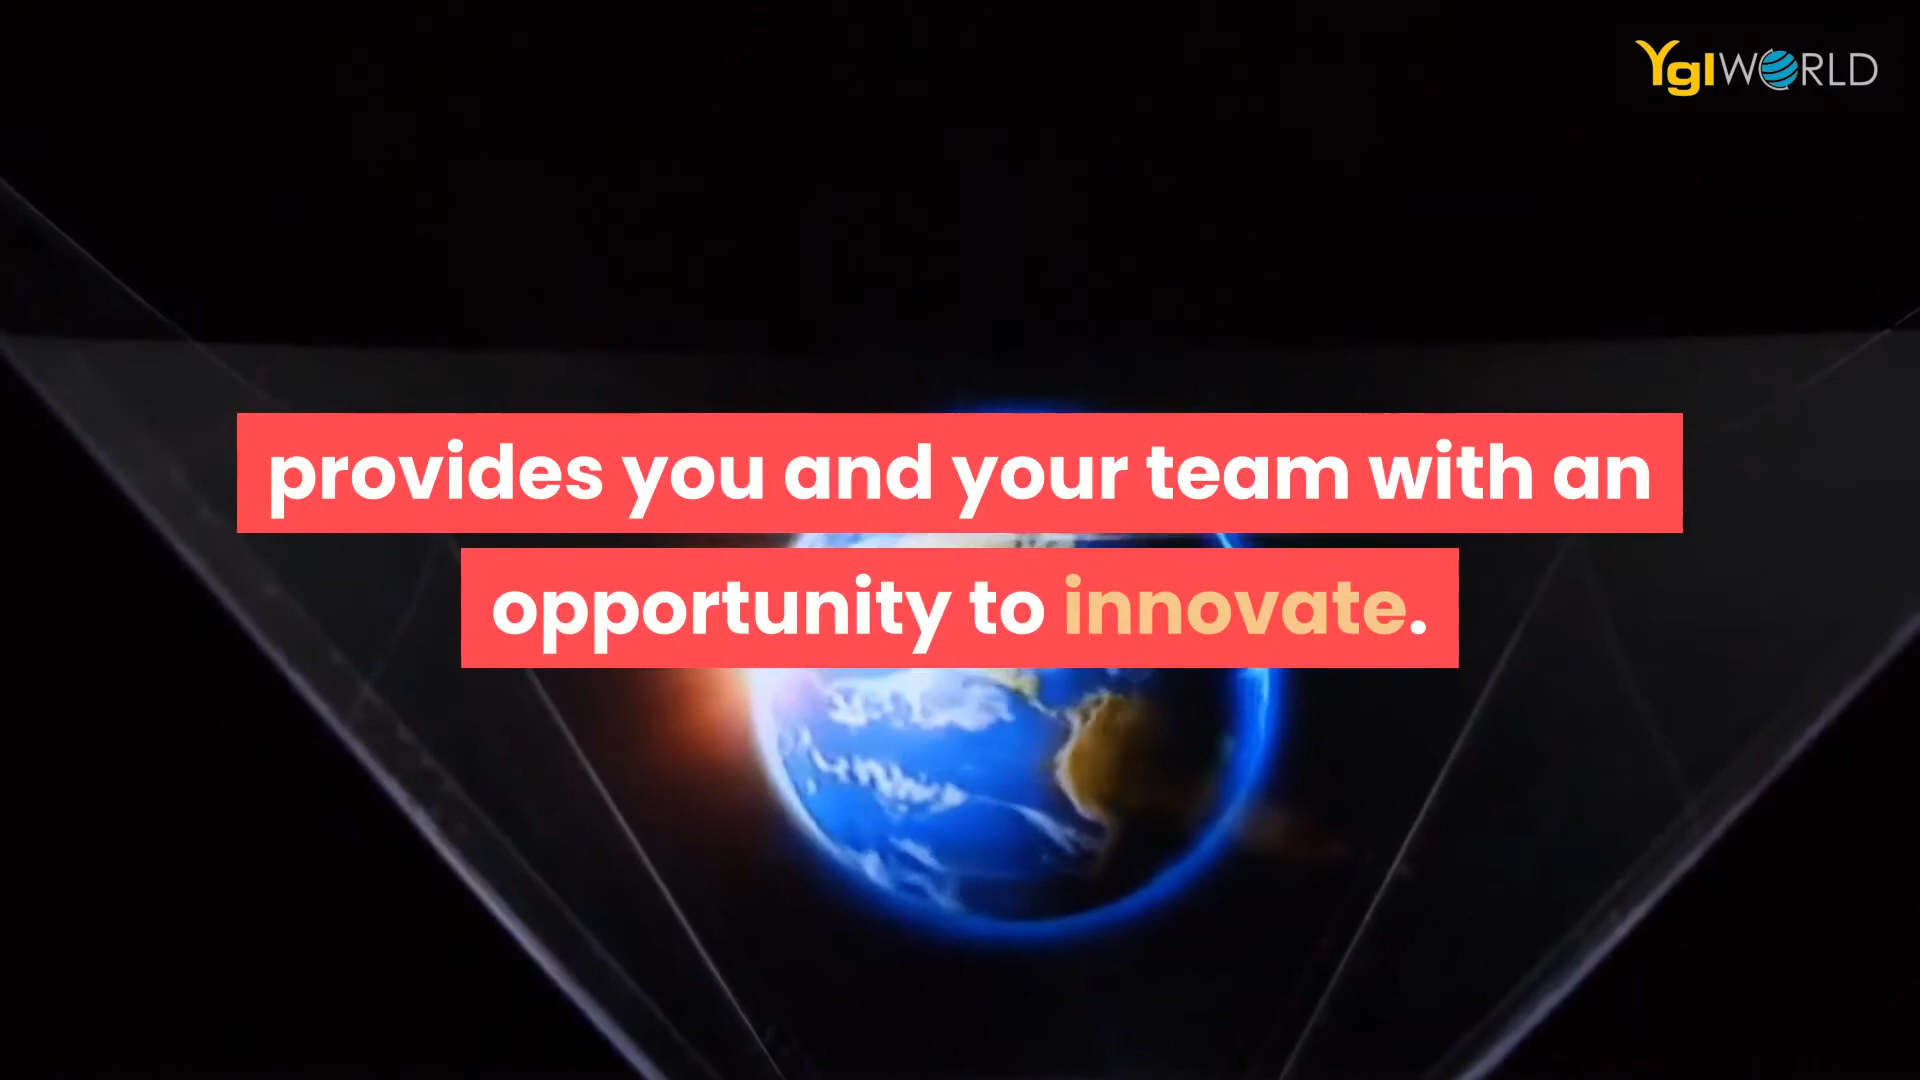 YgIWORLD
provides you and your team with an
opportunity to innovate.